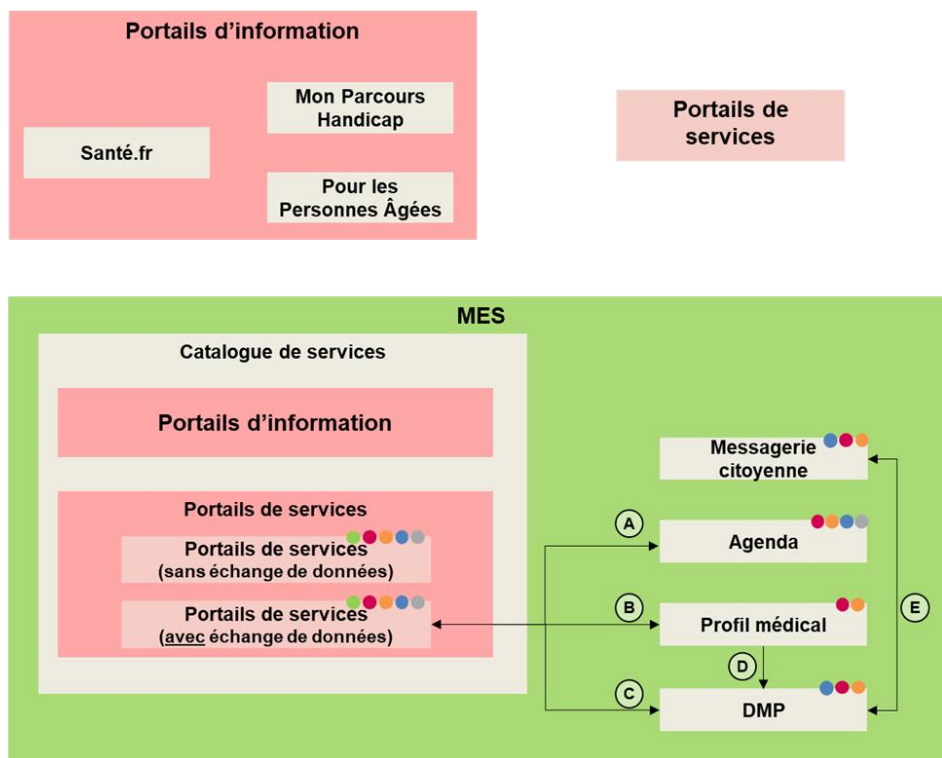 Portails d'information
Mon Parcours
Handicap
Santé.fr
Pour les
Personnes Âgées
Portails de
services
MES
Catalogue de services
Portails d'information
Portails de services
Portails de services
(sans échange de données)
Portails de services
(avec échange de données)
Messagerie
citoyenne
A
Agenda
B
Profil médical
E
D
C
DMP